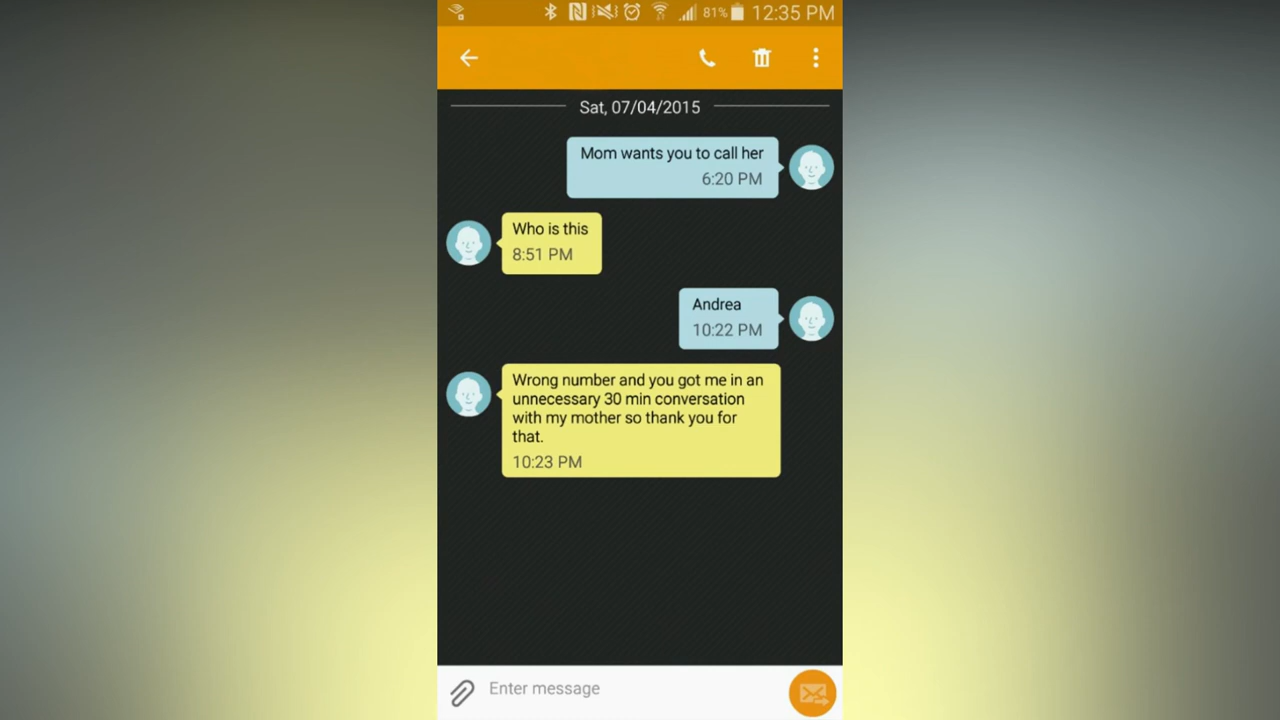 81% 12:35 PM
Sat, 07/04/2015
Mom wants you to call her
6:20 PM
Who is this
8:51 PM
Andrea
10:22 PM
Wrong number and you got me in an
unnecessary 30 min conversation
with my mother so thank you for
that.
10:23 PM
Enter message